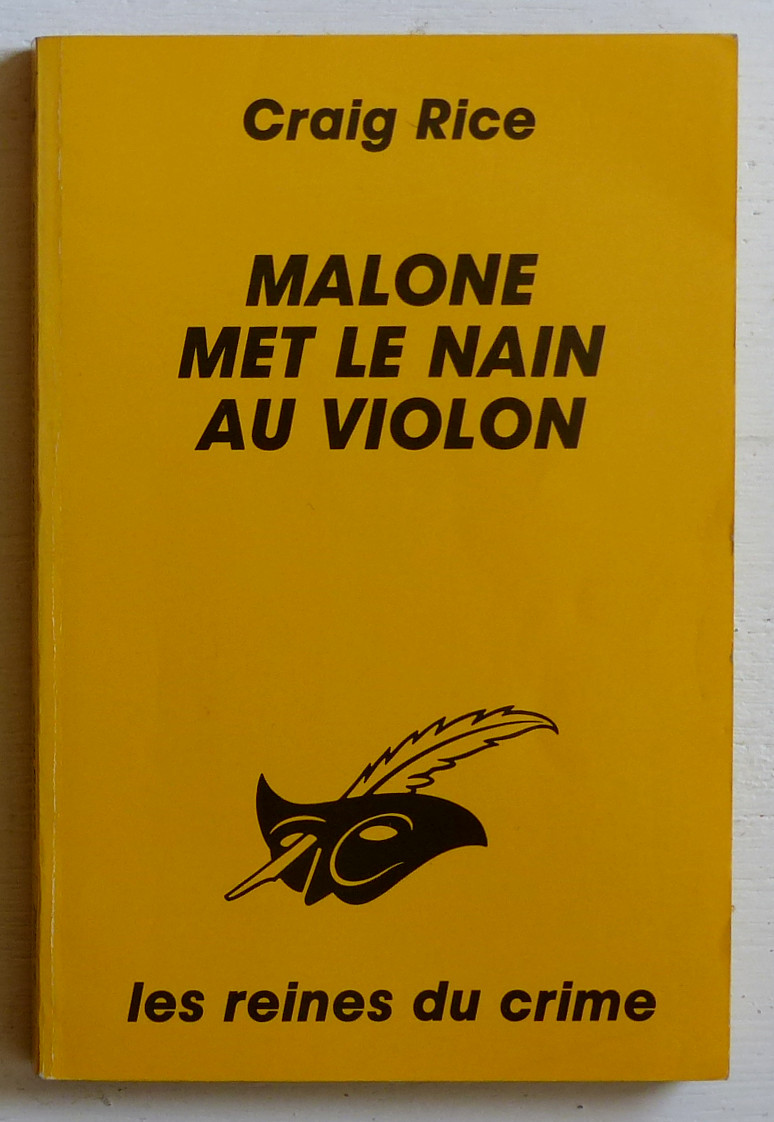 Craig Rice
MALONE
MET LE NAIN
AU VIOLON
les reines du crime